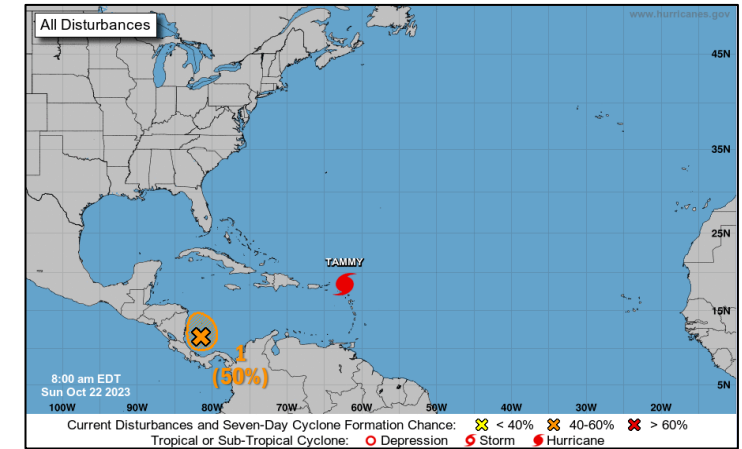 All Disturbances
www.hurricanes.gov
45N
35N
25N
TAMMY
15N
1
(50%)
8:00 am EDT
Sun Oct 22 2023
5N
100W 90W 80W 70W 60W 50W 40W 30W 20W
Current Disturbances and Seven-Day Cyclone Formation Chance: < 40% 40-60% > 60%
Tropical or Sub-Tropical Cyclone: Depression Storm Hurricane